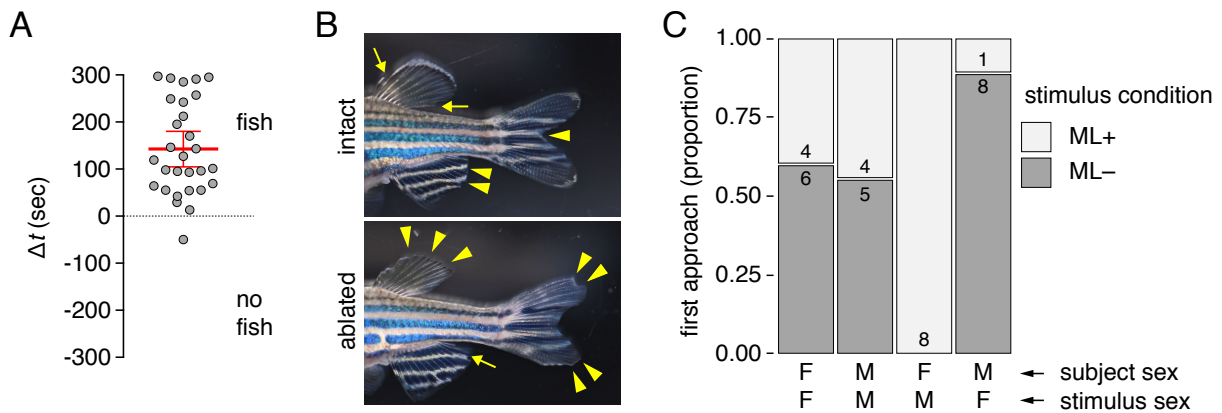 A
300
200
100
0
-100
-200
-300
Δt (sec)
fish
no
fish
B
intact
ablated
C
1.00
0.75
0.50
0.25
0.00
first approach (proportion)
4
6
4
5
8
1
8
F M F M ← subject sex
F M M F ← stimulus sex
stimulus condition
ML+
ML–